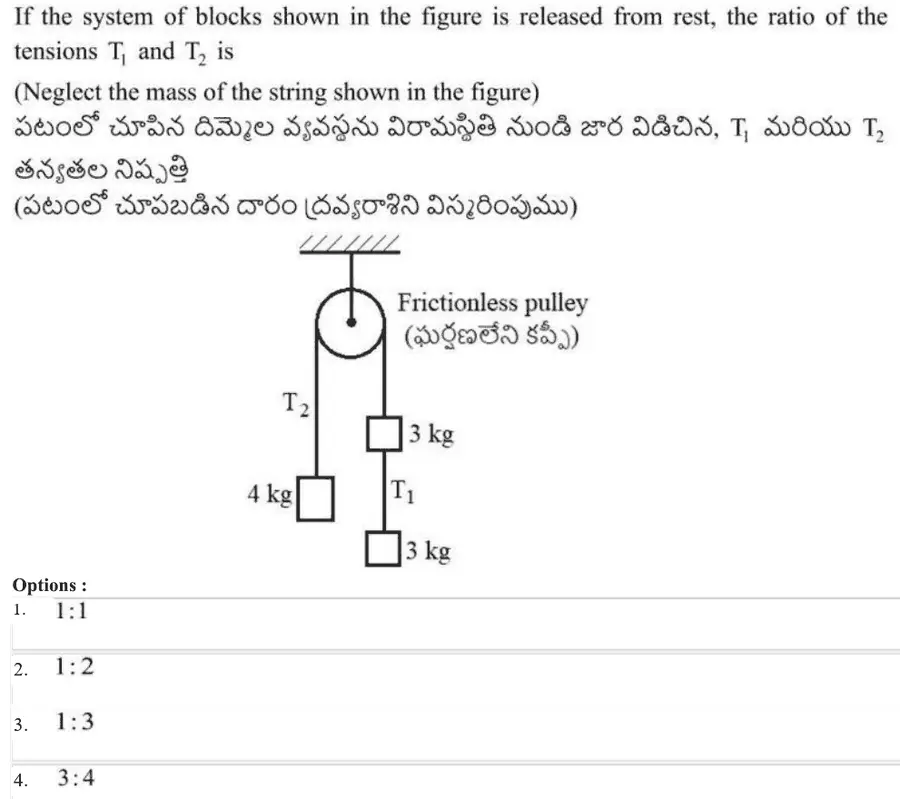 If the system of blocks shown in the figure is released from rest, the ratio of the
tensions T₁ and T₂ is
(Neglect the mass of the string shown in the figure)
పటంలో చూపిన దిమ్మెల వ్యవస్థను విరామస్థితి నుండి జార విడిచిన, T₁ మరియు T₂
తన్యతల నిష్పత్తి
(పటంలో చూపబడిన దారం ద్రవ్యరాశిని విస్మరింపుము)
Frictionless pulley
(ఘర్షణలేని కప్పీ)
T₂
3 kg
4 kg
T₁
3 kg
Options :
1. 1:1
2. 1:2
3. 1:3
4. 3:4